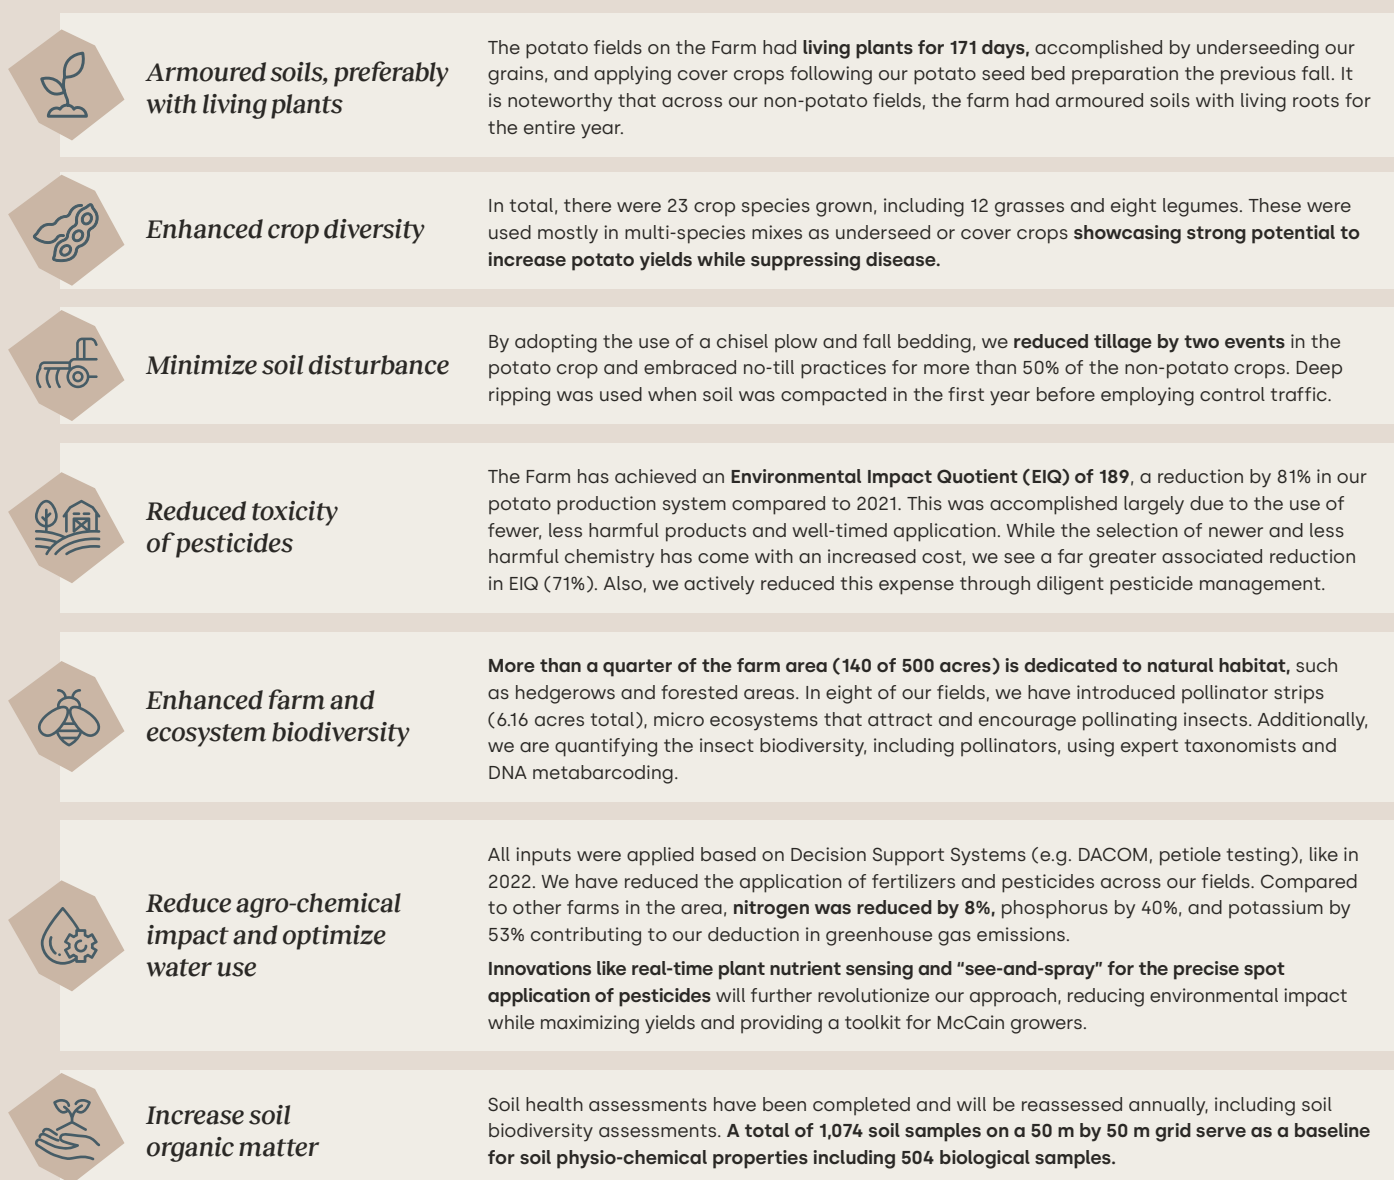 Armoured soils, preferably
with living plants
The potato fields on the Farm had living plants for 171 days, accomplished by underseeding our
grains, and applying cover crops following our potato seed bed preparation the previous fall. It
is noteworthy that across our non-potato fields, the farm had armoured soils with living roots for
the entire year.
Enhanced crop diversity
In total, there were 23 crop species grown, including 12 grasses and eight legumes. These were
used mostly in multi-species mixes as underseed or cover crops showcasing strong potential to
increase potato yields while suppressing disease.
Minimize soil disturbance
By adopting the use of a chisel plow and fall bedding, we reduced tillage by two events in the
potato crop and embraced no-till practices for more than 50% of the non-potato crops. Deep
ripping was used when soil was compacted in the first year before employing control traffic.
Reduced toxicity
of pesticides
The Farm has achieved an Environmental Impact Quotient (EIQ) of 189, a reduction by 81% in our
potato production system compared to 2021. This was accomplished largely due to the use of
fewer, less harmful products and well-timed application. While the selection of newer and less
harmful chemistry has come with an increased cost, we see a far greater associated reduction
in EIQ (71%). Also, we actively reduced this expense through diligent pesticide management.
Enhanced farm and
ecosystem biodiversity
More than a quarter of the farm area (140 of 500 acres) is dedicated to natural habitat, such
as hedgerows and forested areas. In eight of our fields, we have introduced pollinator strips
(6.16 acres total), micro ecosystems that attract and encourage pollinating insects. Additionally,
we are quantifying the insect biodiversity, including pollinators, using expert taxonomists and
DNA metabarcoding.
Reduce agro-chemical
impact and optimize
water use
All inputs were applied based on Decision Support Systems (e.g. DACOM, petiole testing), like in
2022. We have reduced the application of fertilizers and pesticides across our fields. Compared
to other farms in the area, nitrogen was reduced by 8%, phosphorus by 40%, and potassium by
53% contributing to our deduction in greenhouse gas emissions.
Innovations like real-time plant nutrient sensing and “see-and-spray” for the precise spot
application of pesticides will further revolutionize our approach, reducing environmental impact
while maximizing yields and providing a toolkit for McCain growers.
Increase soil
organic matter
Soil health assessments have been completed and will be reassessed annually, including soil
biodiversity assessments. A total of 1,074 soil samples on a 50 m by 50 m grid serve as a baseline
for soil physio-chemical properties including 504 biological samples.